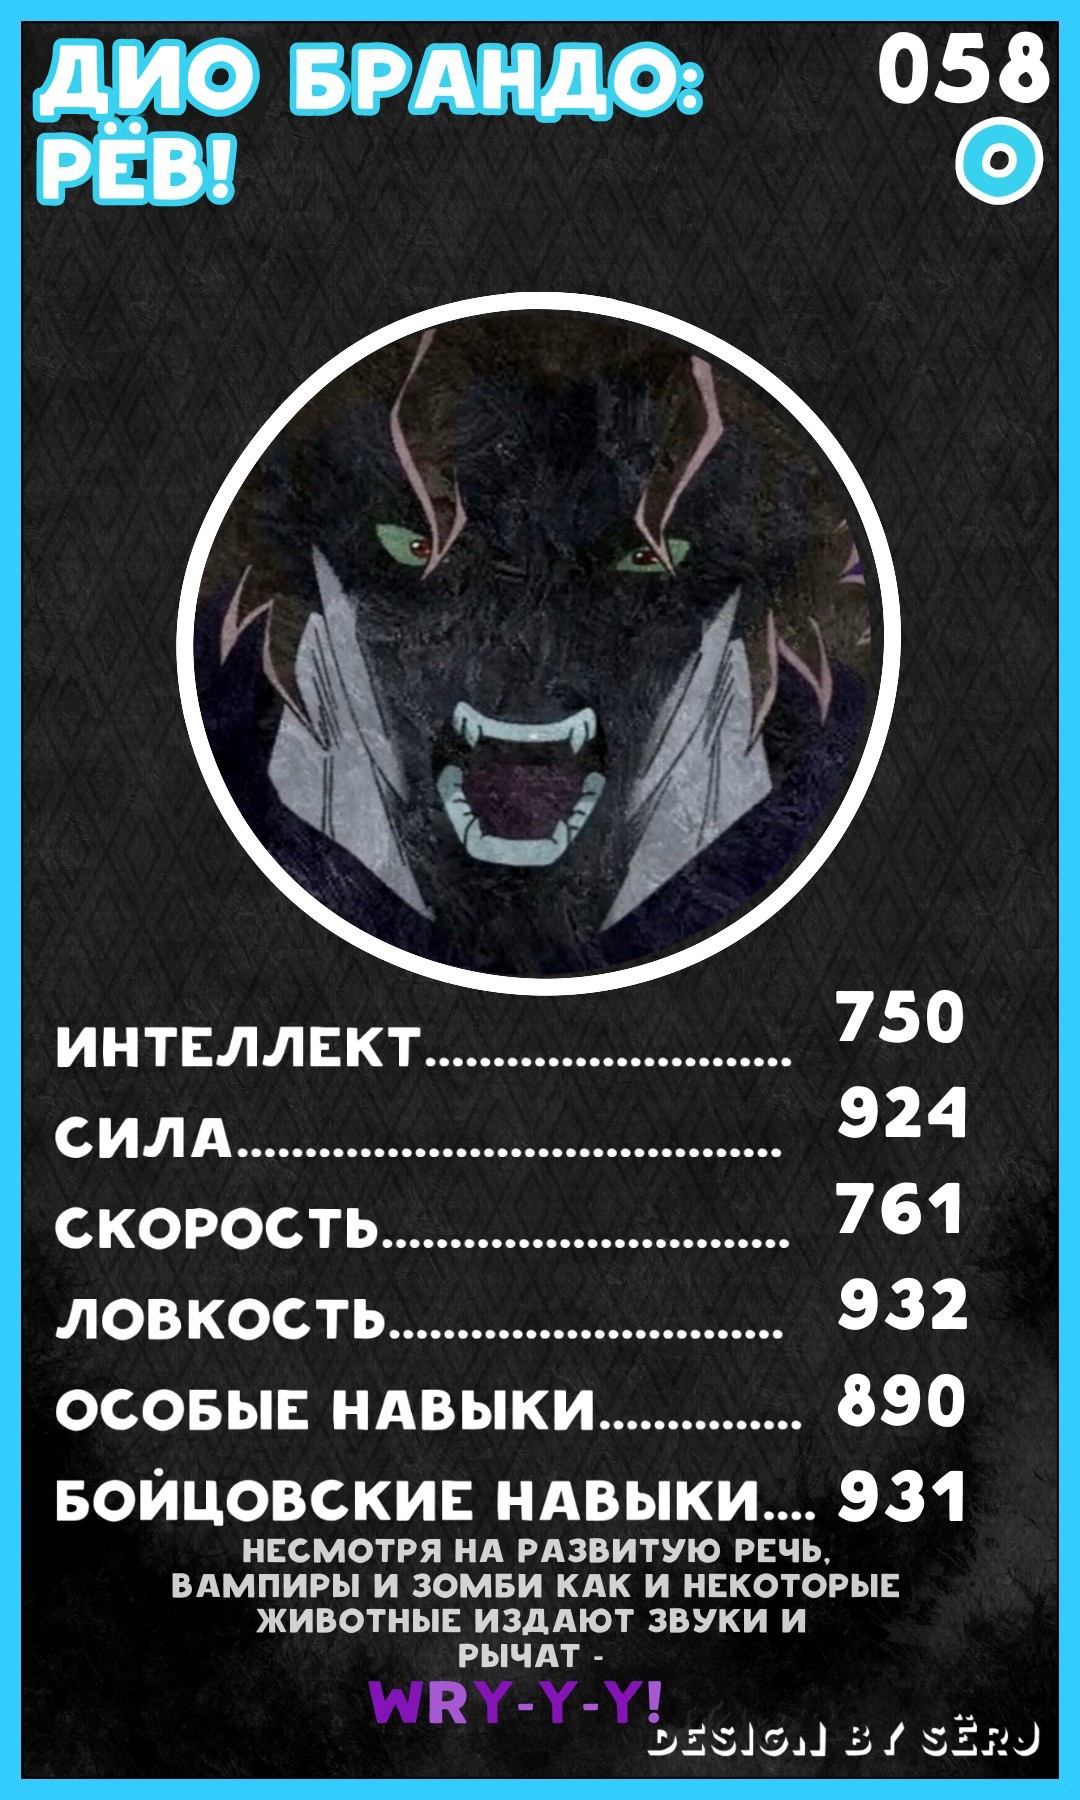 ДИО БРАНДО:
РЁВ!
058
О
ИНТЕЛЛЕКТ........................... 750
СИЛА........................................ 924
СКОРОСТЬ.............................. 761
ЛОВКОСТЬ............................. 932
ОСОБЫЕ НАВЫКИ............... 890
БОЙЦОВСКИЕ НАВЫКИ.... 931
НЕСМОТРЯ НА РАЗВИТУЮ РЕЧЬ,
ВАМПИРЫ И ЗОМБИ КАК И НЕКОТОРЫЕ
ЖИВОТНЫЕ ИЗДАЮТ ЗВУКИ И
РЫЧАТ -
WRY-Y-Y!
DESIGN BY SËRJ